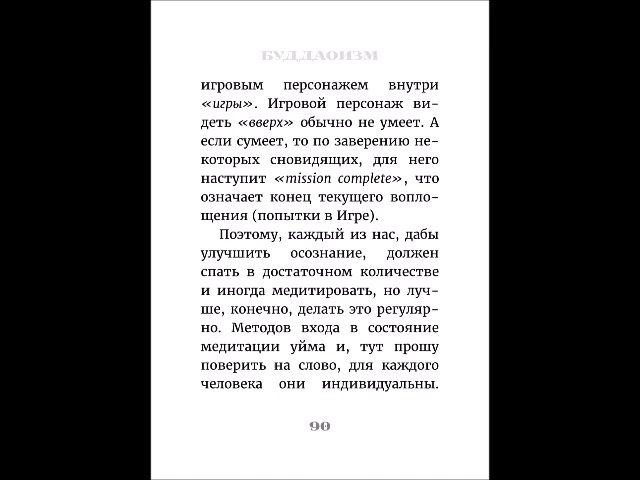 БУДДАОИЗМ
игровым персонажем внутри
«игры». Игровой персонаж ви-
деть «вверх» обычно не умеет. А
если сумеет, то по заверению не-
которых сновидящих, для него
наступит «mission complete», что
означает конец текущего вопло-
щения (попытки в Игре).
Поэтому, каждый из нас, дабы
улучшить осознание, должен
спать в достаточном количестве
и иногда медитировать, но луч-
ше, конечно, делать это регуляр-
но. Методов входа в состояние
медитации уйма и, тут прошу
поверить на слово, для каждого
человека они индивидуальны.
90